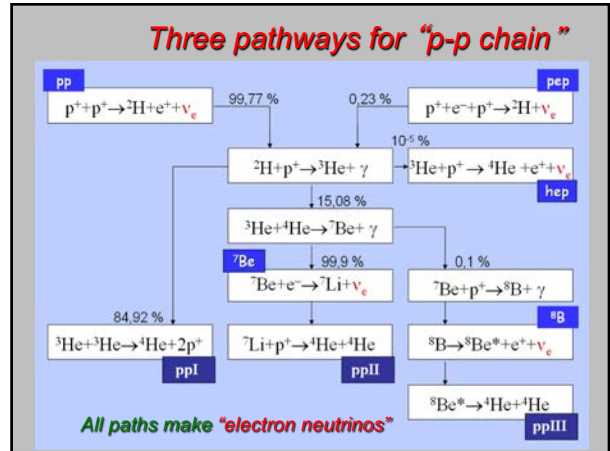 Three pathways for “p-p chain”
pp
pep
p⁺+p⁺→²H+e⁺+νₑ
99,77 %
0,23 %
p⁺+e⁻+p⁺→²H+νₑ
10⁻⁵ %
²H+p⁺→³He+ γ
³He+p⁺→ ⁴He +e⁺+νₑ
hep
15,08 %
³He+⁴He→⁷Be+ γ
⁷Be
99,9 %
0,1 %
⁷Be+e⁻→⁷Li+νₑ
⁷Be+p⁺→⁸B+ γ
84,92 %
⁸B
³He+³He→⁴He+2p⁺
⁷Li+p⁺→⁴He+⁴He
⁸B→⁸Be*+e⁺+νₑ
ppI
ppII
⁸Be*→⁴He+⁴He
ppIII
All paths make “electron neutrinos”